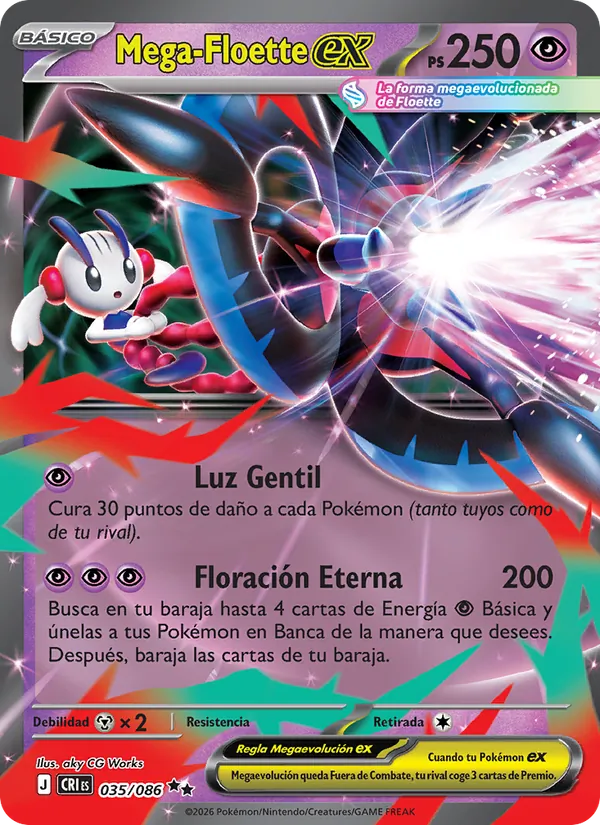 BÁSICO
Mega-Floette ex
PS 250
La forma megaevolucionada
de Floette
Luz Gentil
Cura 30 puntos de daño a cada Pokémon (tanto tuyos como
de tu rival).
Floración Eterna 200
Busca en tu baraja hasta 4 cartas de Energía Básica y
únelas a tus Pokémon en Banca de la manera que desees.
Después, baraja las cartas de tu baraja.
Debilidad × 2 Resistencia Retirada
Ilus. aky CG Works
Regla Megaevolución ex Cuando tu Pokémon ex
Megaevolución queda Fuera de Combate, tu rival coge 3 cartas de Premio.
J CRI ES 035/086
©2026 Pokémon/Nintendo/Creatures/GAME FREAK